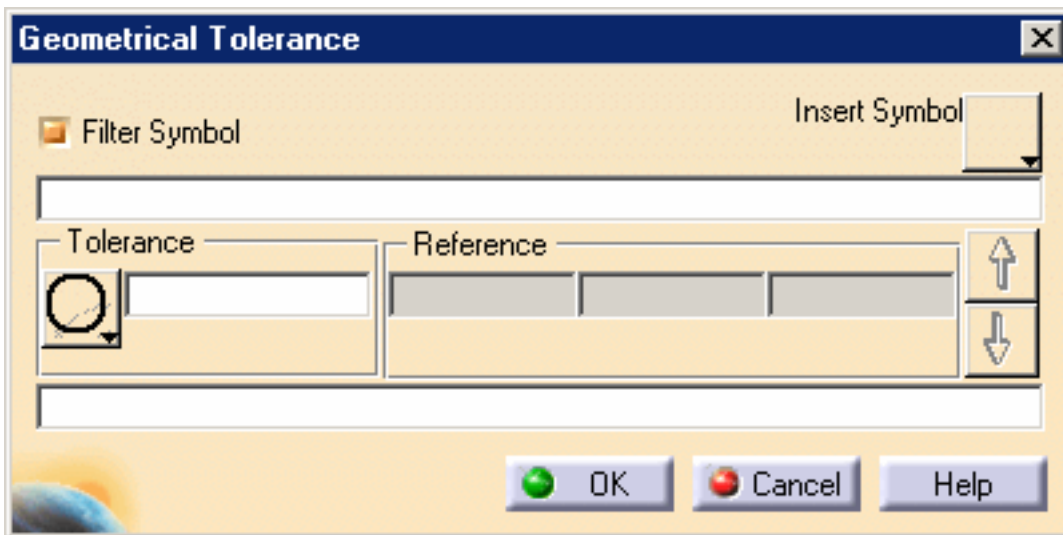 Geometrical Tolerance
Insert Symbol
Filter Symbol
Tolerance
Reference
OK
Cancel
Help